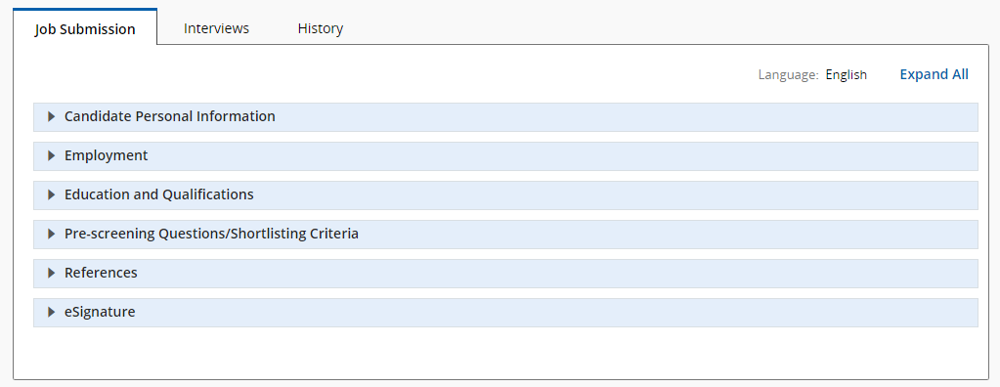 Job Submission Interviews History
Language: English Expand All
Candidate Personal Information
Employment
Education and Qualifications
Pre-screening Questions/Shortlisting Criteria
References
eSignature